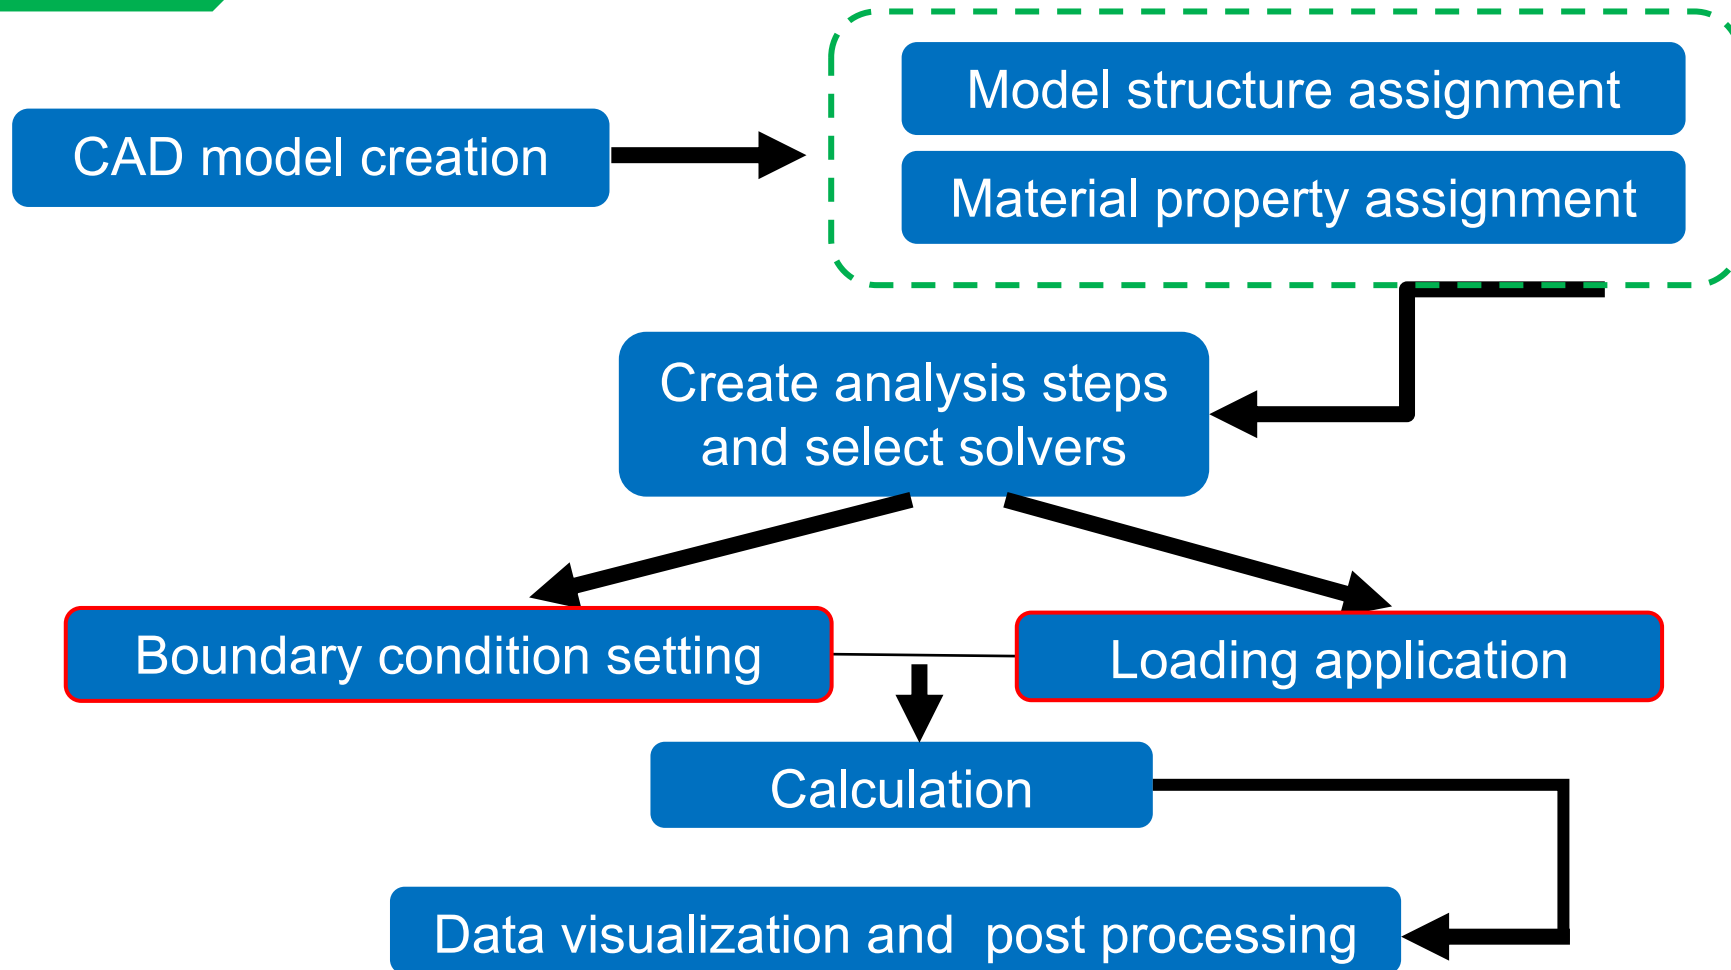 Model structure assignment
CAD model creation
Material property assignment
Create analysis steps
and select solvers
Boundary condition setting
Loading application
Calculation
Data visualization and  post processing